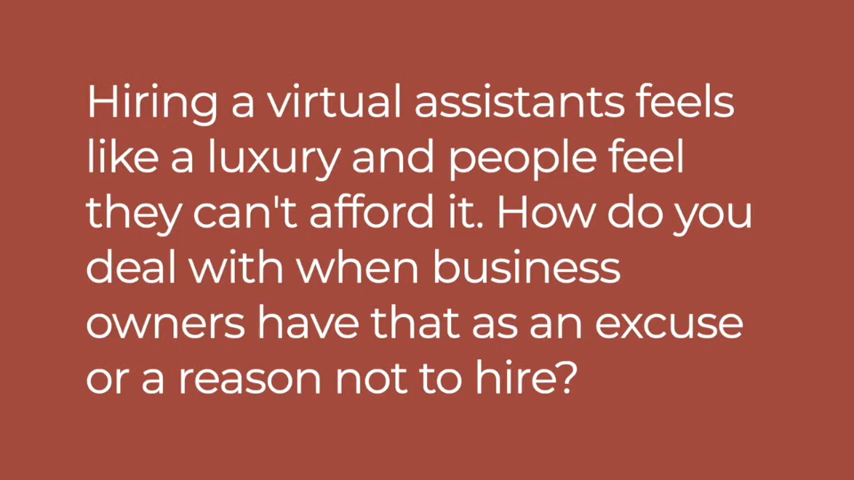 Hiring a virtual assistants feels
like a luxury and people feel
they can't afford it. How do you
deal with when business
owners have that as an excuse
or a reason not to hire?